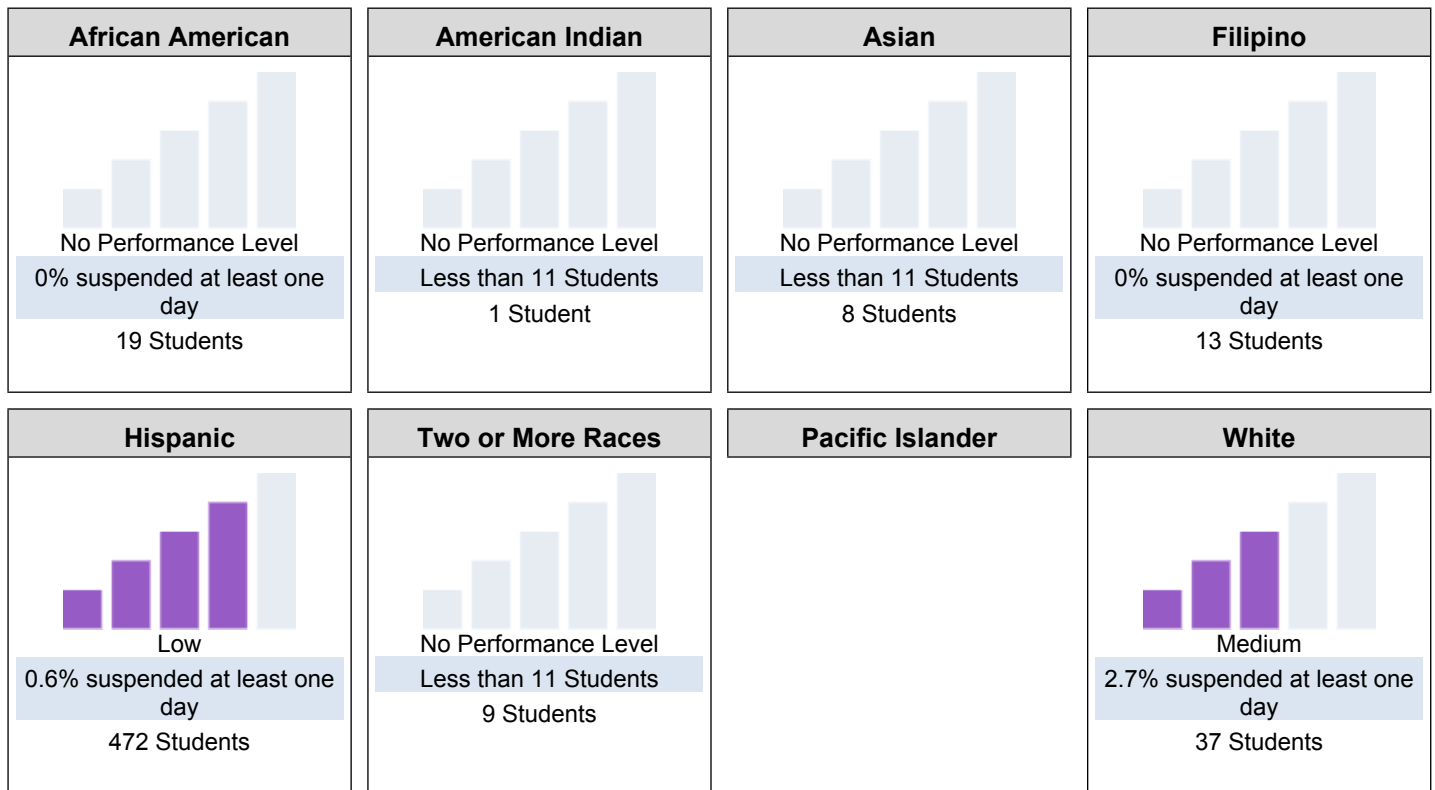 African American
No Performance Level
0% suspended at least one
day
19 Students
American Indian
No Performance Level
Less than 11 Students
1 Student
Asian
No Performance Level
Less than 11 Students
8 Students
Filipino
No Performance Level
0% suspended at least one
day
13 Students
Hispanic
Low
0.6% suspended at least one
day
472 Students
Two or More Races
No Performance Level
Less than 11 Students
9 Students
Pacific Islander
White
Medium
2.7% suspended at least one
day
37 Students